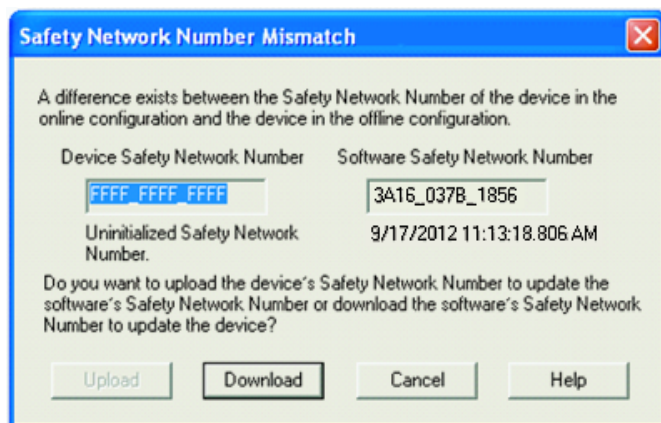 Safety Network Number Mismatch
A difference exists between the Safety Network Number of the device in the
online configuration and the device in the offline configuration.
Device Safety Network Number
Software Safety Network Number
FFFF_FFFF_FFFF
3A16_037B_1856
Uninitialized Safety Network
Number.
9/17/2012 11:13:18.806 AM
Do you want to upload the device's Safety Network Number to update the
software's Safety Network Number or download the software's Safety Network
Number to update the device?
Upload
Download
Cancel
Help